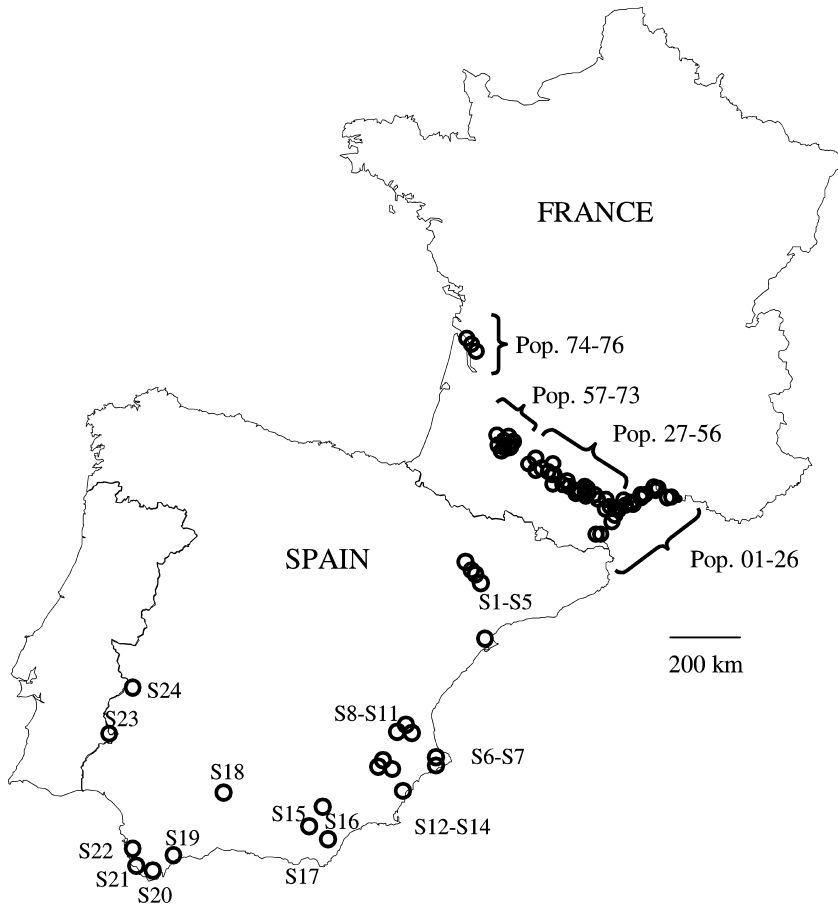 FRANCE
Pop. 74-76
Pop. 57-73
Pop. 27-56
SPAIN
Pop. 01-26
S1-S5
200 km
S24
S8-S11
S23
S6-S7
S18
S15
S16
S12-S14
S22
S19
S21
S17
S20